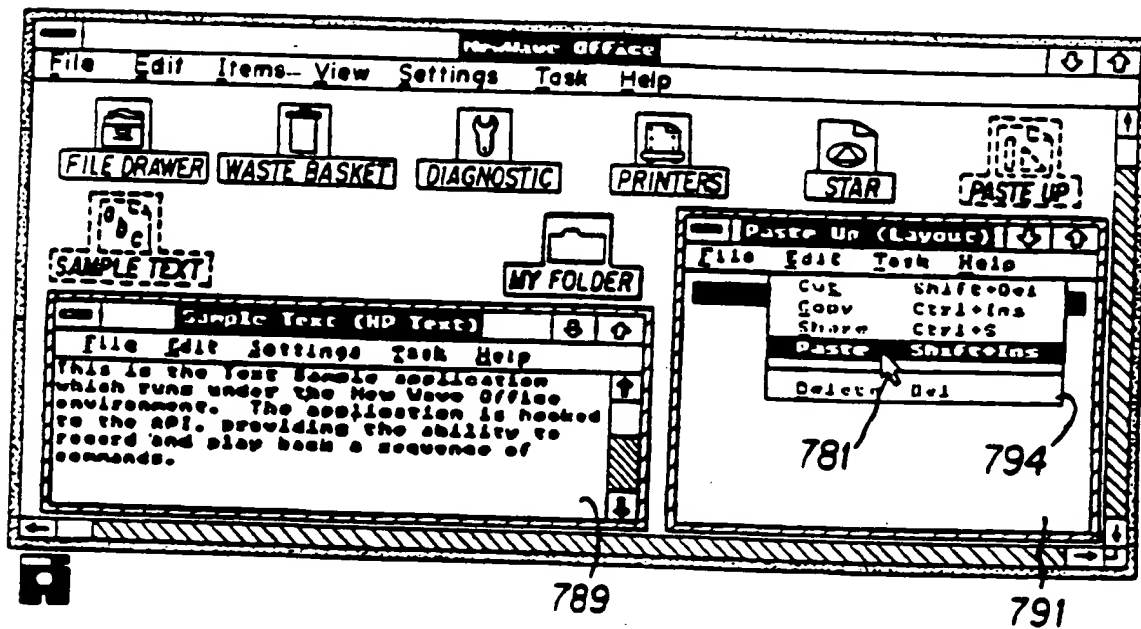 NewWave Office
File Edit Items View Settings Task Help
FILE DRAWER WASTE BASKET DIAGNOSTIC PRINTERS STAR PASTE UP
SAMPLE TEXT MY FOLDER
Paste Up (Layout)
File Edit Task Help
Cut Shift+Del
Copy Ctrl+Ins
Share Ctrl+S
Paste Shift+Ins
Delete Del
Sample Text (HP Text)
File Edit Settings Task Help
This is the Text Sample application
which runs under the New Wave Office
environment. The application is hooked
to the API, providing the ability to
record and play back a sequence of
commands.
781 794
789 791